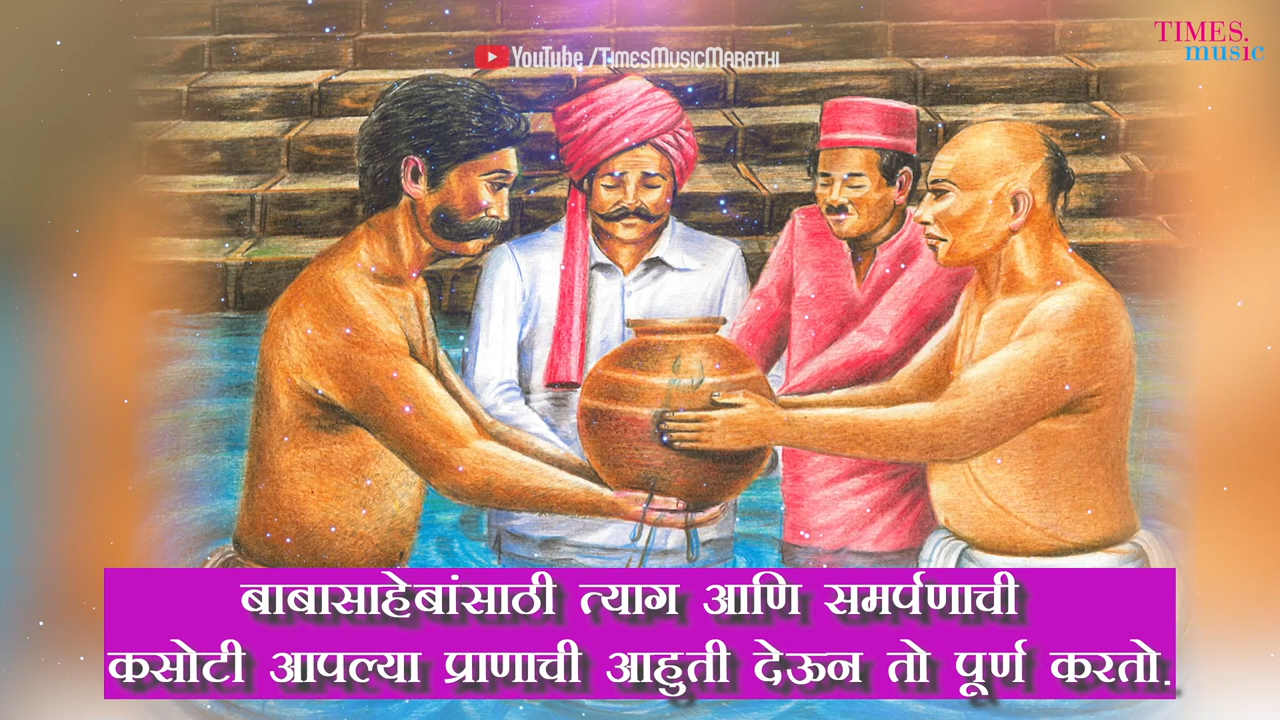 TIMES.
music
YouTube /TimesMusicMarathi
बाबासाहेबांसाठी त्याग आणि समर्पणाची
कसोटी आपल्या प्राणाची आहुती देऊन तो पूर्ण करतो.